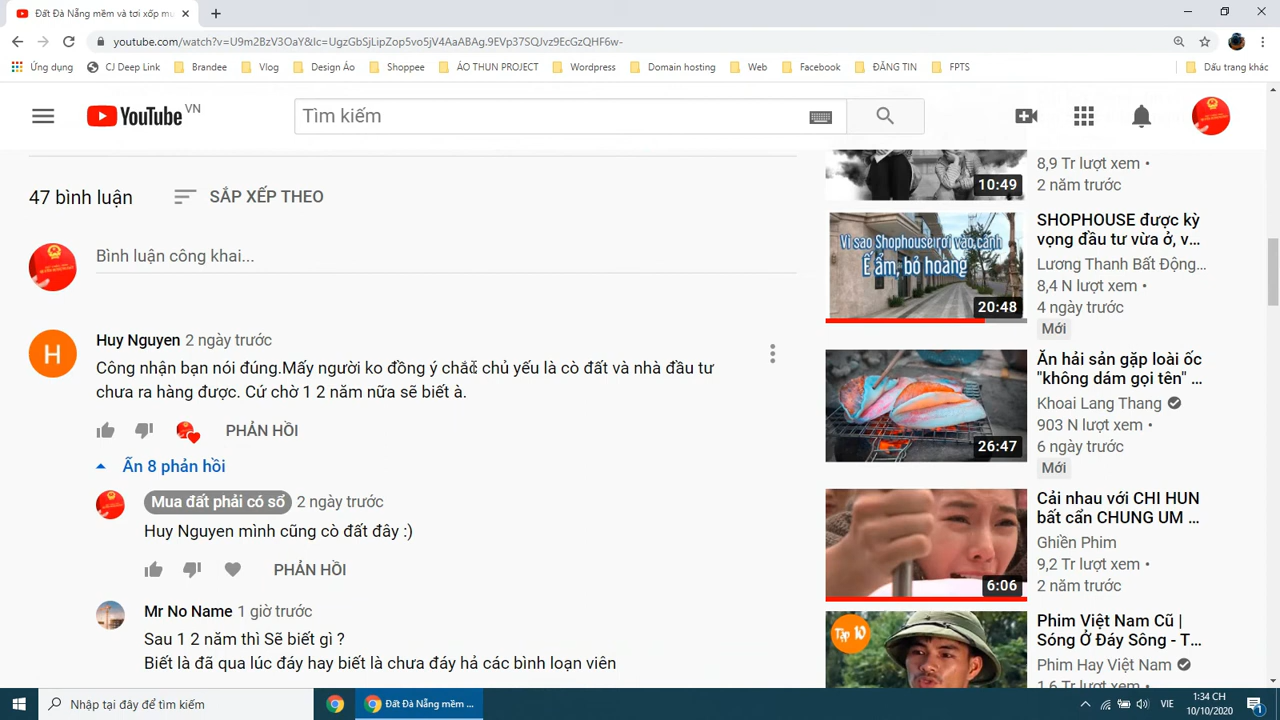 Đất Đà Nẵng mềm và tơi xốp mu
youtube.com/watch?v=U9m2BzV3OaY&lc=UgzGbSjLipZop5vo5jV4AaABAg.9EVp37SQJvz9EcGzQHF6w-
Ứng dụng CJ Deep Link Brandee Vlog Design Áo Shoppee ÁO THUN PROJECT Wordpress Domain hosting Web Facebook ĐĂNG TIN FPTS Dấu trang khác
YouTube VN
Tìm kiếm
47 bình luận
SẮP XẾP THEO
Bình luận công khai...
Huy Nguyen 2 ngày trước
Công nhận bạn nói đúng.Mấy người ko đồng ý chắc chủ yếu là cò đất và nhà đầu tư
chưa ra hàng được. Cứ chờ 1 2 năm nữa sẽ biết à.
PHẢN HỒI
Ẩn 8 phản hồi
Mua đất phải có sổ 2 ngày trước
Huy Nguyen mình cũng cò đất đây :)
PHẢN HỒI
Mr No Name 1 giờ trước
Sau 1 2 năm thì Sẽ biết gì ?
Biết là đã qua lúc đáy hay biết là chưa đáy hả các bình loạn viên
10:49
8,9 Tr lượt xem •
2 năm trước
Vì sao Shophouse rơi vào cảnh
Ế ẩm, bỏ hoang
20:48
SHOPHOUSE được kỳ
vọng đầu tư vừa ở, v...
Lương Thanh Bất Động...
8,4 N lượt xem •
4 ngày trước
Mới
26:47
Ăn hải sản gặp loài ốc
"không dám gọi tên" ...
Khoai Lang Thang
903 N lượt xem •
6 ngày trước
Mới
6:06
Cải nhau với CHI HUN
bất cẩn CHUNG UM ...
Ghiền Phim
9,2 Tr lượt xem •
2 năm trước
Tập 10
Phim Việt Nam Cũ |
Sóng Ở Đáy Sông - T...
Phim Hay Việt Nam
1,6 Tr lượt xem •
Nhập tại đây để tìm kiếm
Đất Đà Nẵng mềm ...
VIE
1:34 CH
10/10/2020
1